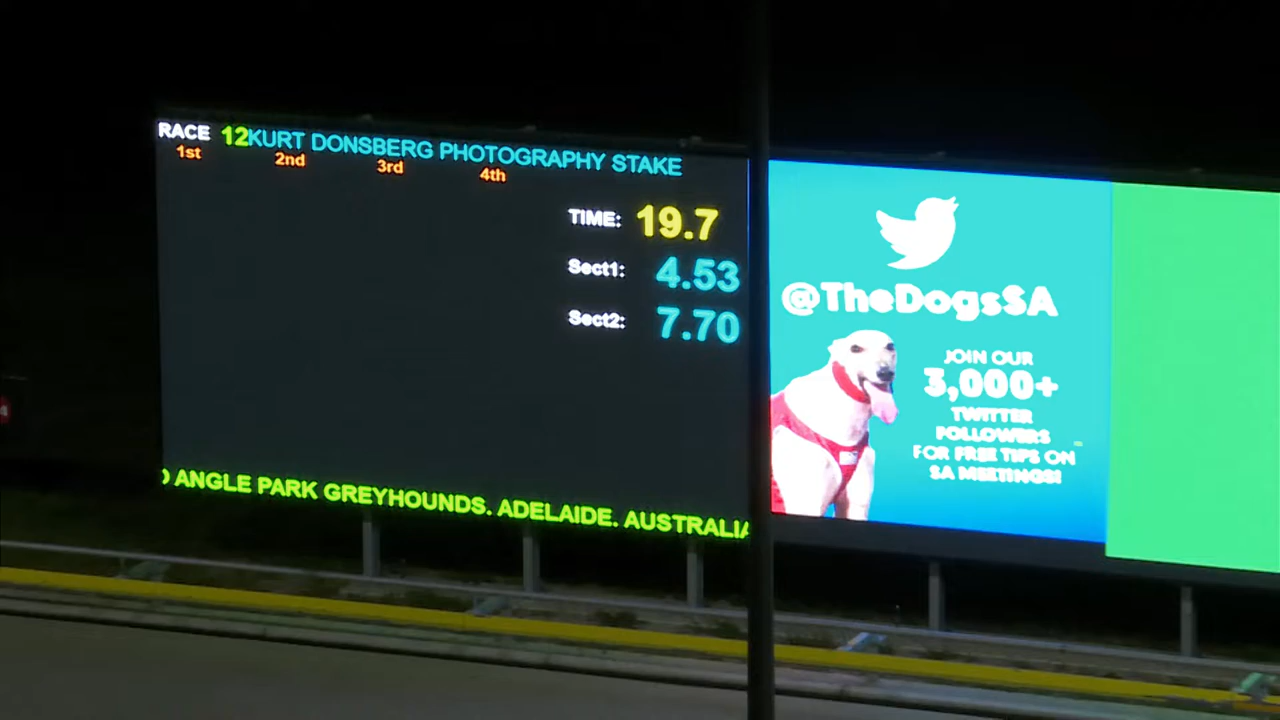 RACE 12KURT DONSBERG PHOTOGRAPHY STAKE
1st 2nd 3rd 4th
TIME: 19.7
Sect1: 4.53
Sect2: 7.70
ANGLE PARK GREYHOUNDS. ADELAIDE. AUSTRALIA
@TheDogsSA
JOIN OUR
3,000+
TWITTER
FOLLOWERS
FOR FREE TIPS ON
SA MEETINGS!
4